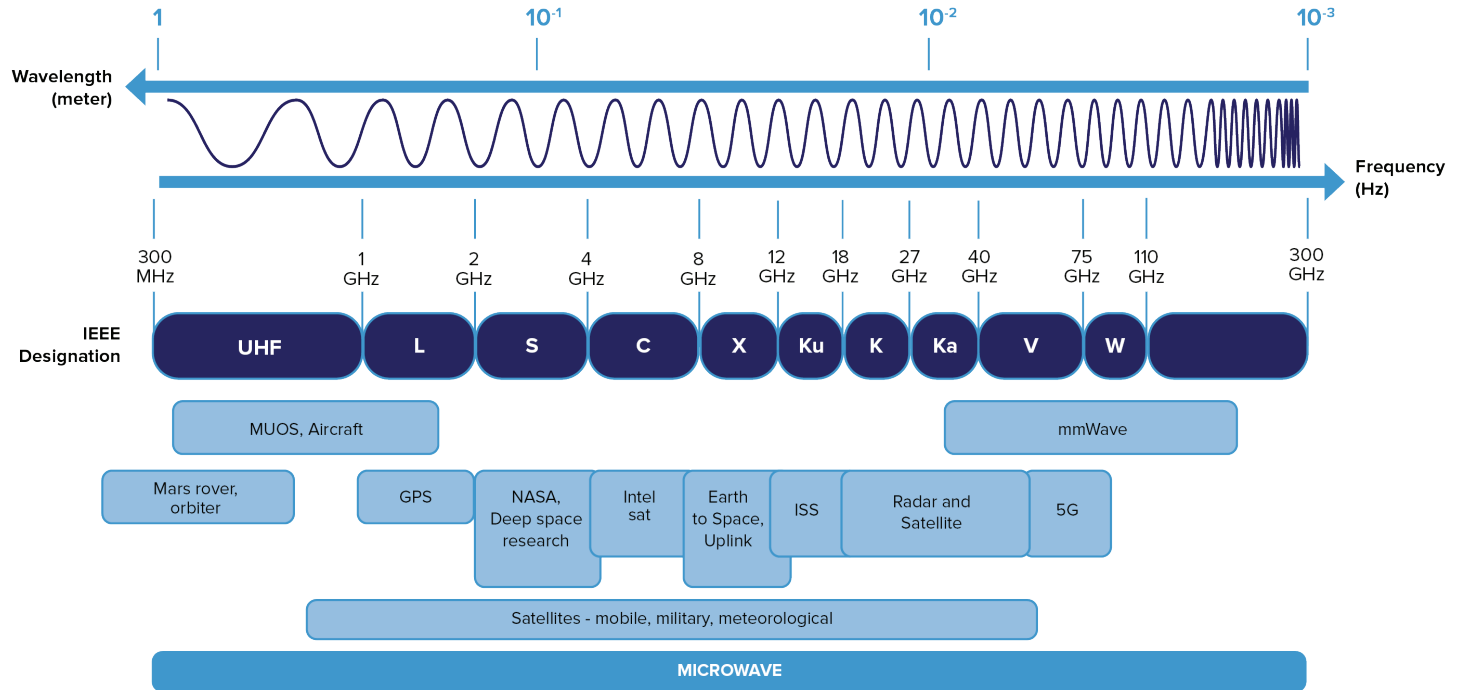 1
10-1
10-2
10-3
Wavelength
(meter)
Frequency
(Hz)
300
MHz
1
GHz
2
GHz
4
GHz
8
GHz
12
GHz
18
GHz
27
GHz
40
GHz
75
GHz
110
GHz
300
GHz
IEEE
Designation
UHF
L
S
C
X
Ku
K
Ka
V
W
MUOS, Aircraft
mmWave
Mars rover,
orbiter
GPS
NASA,
Deep space
research
Intel
sat
Earth
to Space,
Uplink
ISS
Radar and
Satellite
5G
Satellites - mobile, military, meteorological
MICROWAVE